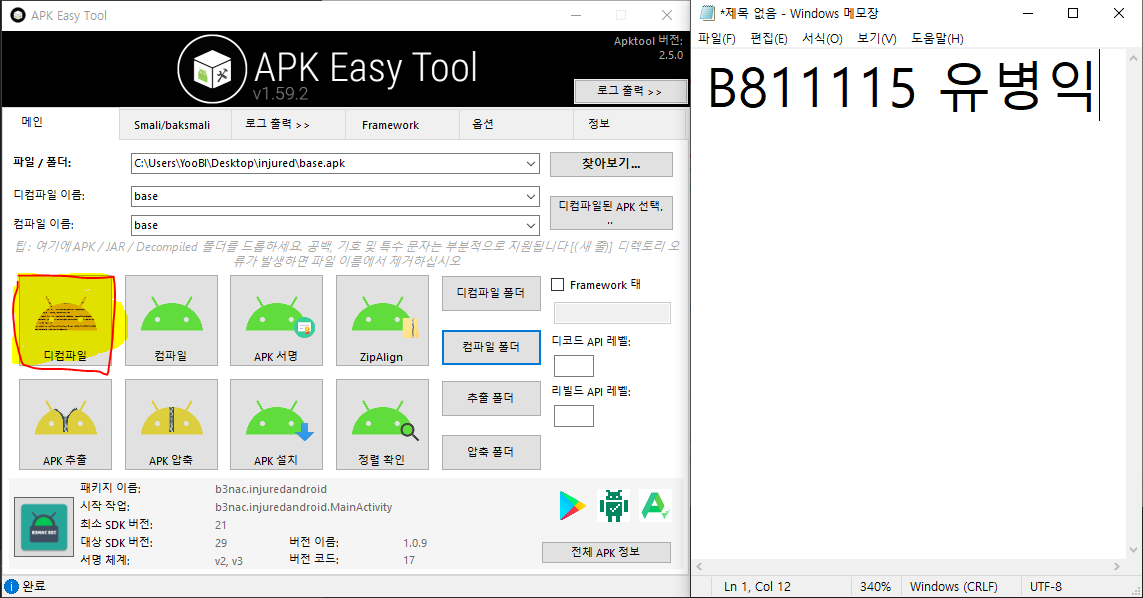 APK Easy Tool
APK Easy Tool
v1.59.2
Apktool 버전:
2.5.0
로그 출력 >>
메인
Smali/baksmali
로그 출력 >>
Framework
옵션
정보
파일 / 폴더:
C:\Users\YooBI\Desktop\injured\base.apk
찾아보기...
디컴파일 이름:
base
디컴파일된 APK 선택.
..
컴파일 이름:
base
팁: 여기에 APK / JAR / Decompiled 폴더를 드롭하세요. 공백, 기호 및 특수 문자는 부분적으로 지원됩니다 [(새 줄)] 디렉토리 오
류가 발생하면 파일 이름에서 제거하십시오
디컴파일
컴파일
APK 서명
ZipAlign
디컴파일 폴더
Framework 태
컴파일 폴더
디코드 API 레벨:
APK 추출
APK 압축
APK 설치
정렬 확인
추출 폴더
리빌드 API 레벨:
압축 폴더
패키지 이름: b3nac.injuredandroid
시작 작업: b3nac.injuredandroid.MainActivity
최소 SDK 버전: 21
대상 SDK 버전: 29 버전 이름: 1.0.9
서명 체계: v2, v3 버전 코드: 17
전체 APK 정보
완료
*제목 없음 - Windows 메모장
파일(F) 편집(E) 서식(O) 보기(V) 도움말(H)
B811115 유병익
Ln 1, Col 12 340% Windows (CRLF) UTF-8